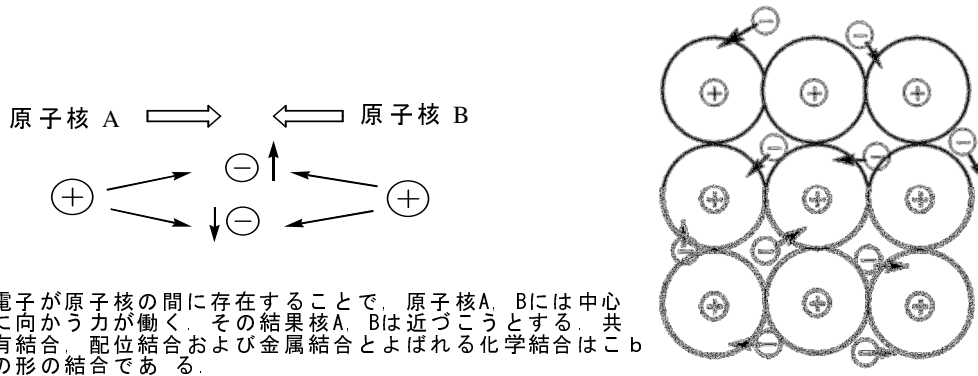 原子核 A
原子核 B
電子が原子核の間に存在することで，原子核A，Bには中心
に向かう力が働く．その結果核A，Bは近づこうとする．共
有結合，配位結合および金属結合とよばれる化学結合はこb
の形の結合であ る．